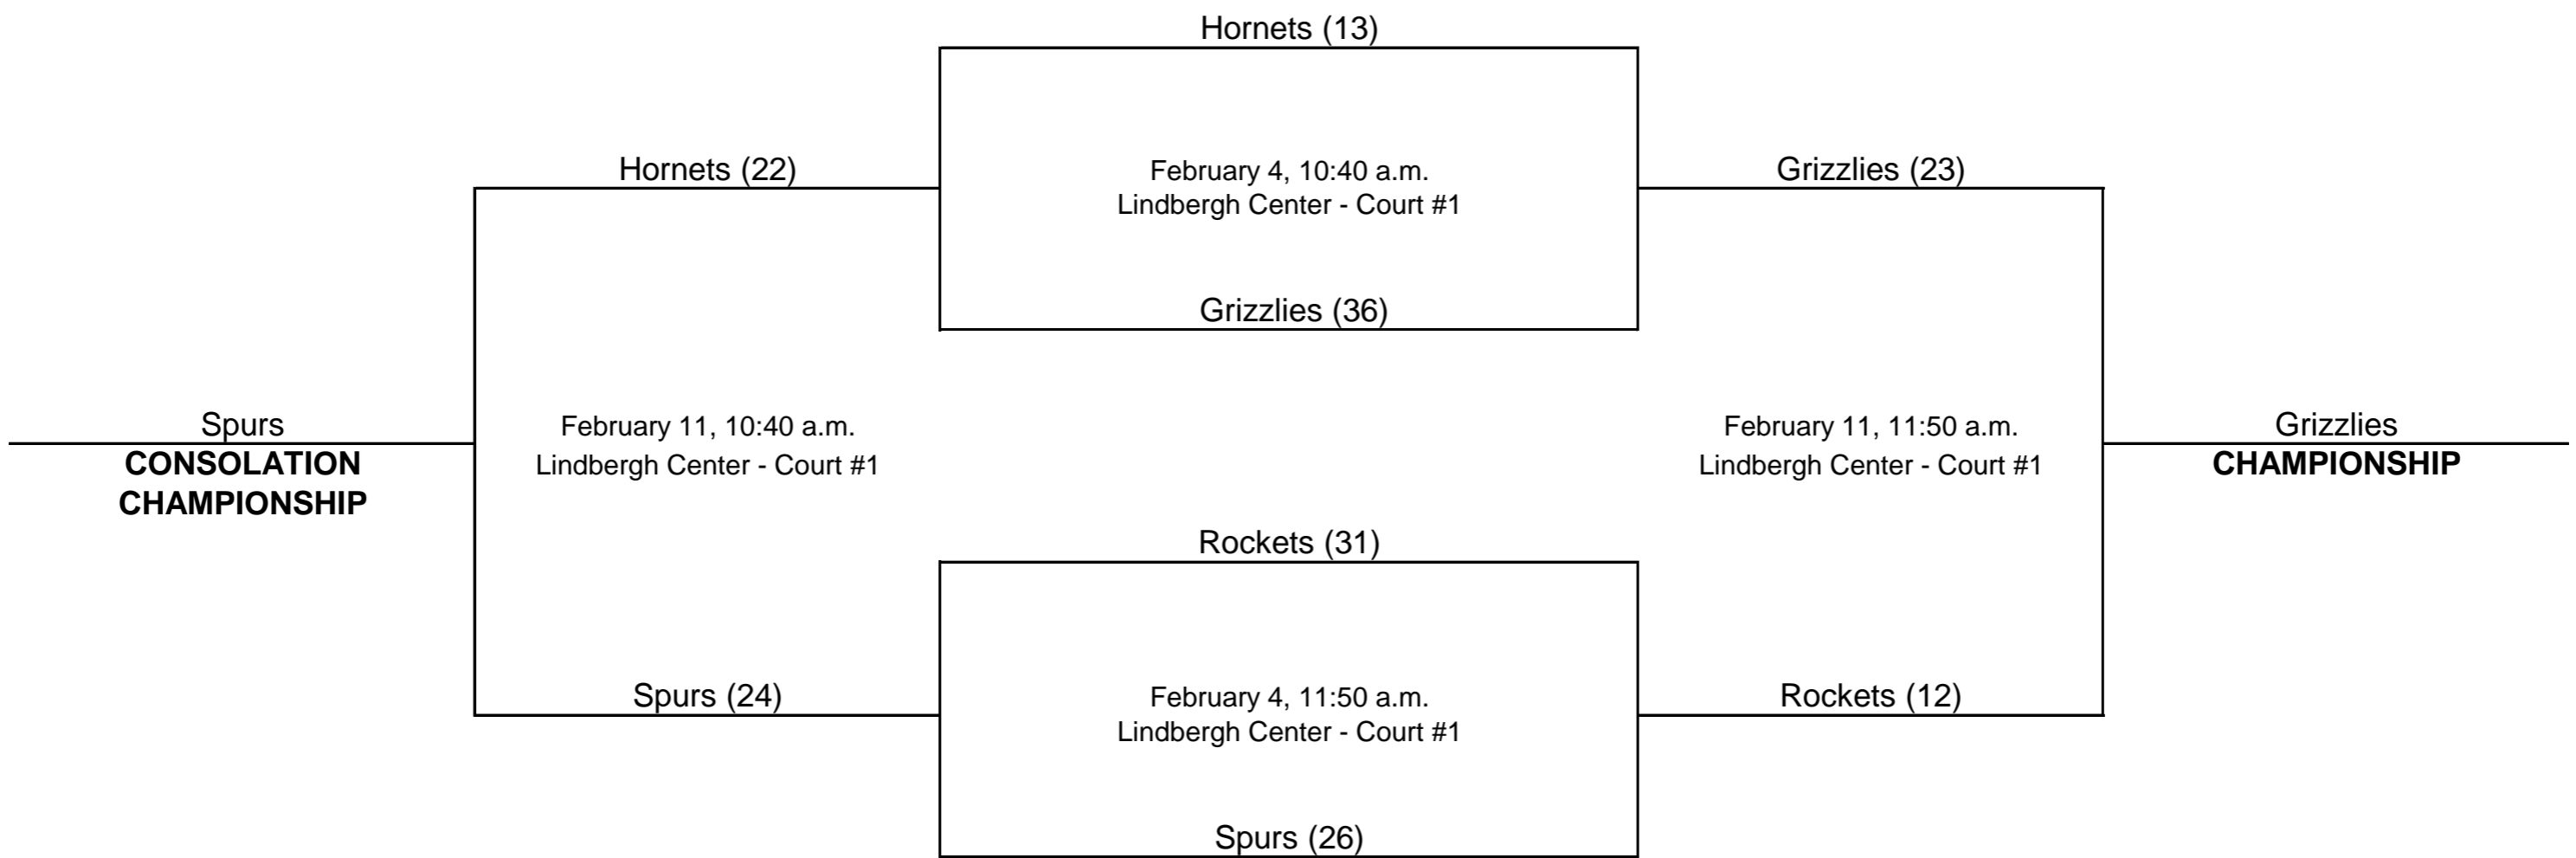 Hornets (13)
Hornets (22)
February 4, 10:40 a.m.
Lindbergh Center - Court #1
Grizzlies (23)
Grizzlies (36)
Spurs
CONSOLATION
CHAMPIONSHIP
February 11, 10:40 a.m.
Lindbergh Center - Court #1
February 11, 11:50 a.m.
Lindbergh Center - Court #1
Grizzlies
CHAMPIONSHIP
Rockets (31)
Spurs (24)
February 4, 11:50 a.m.
Lindbergh Center - Court #1
Rockets (12)
Spurs (26)